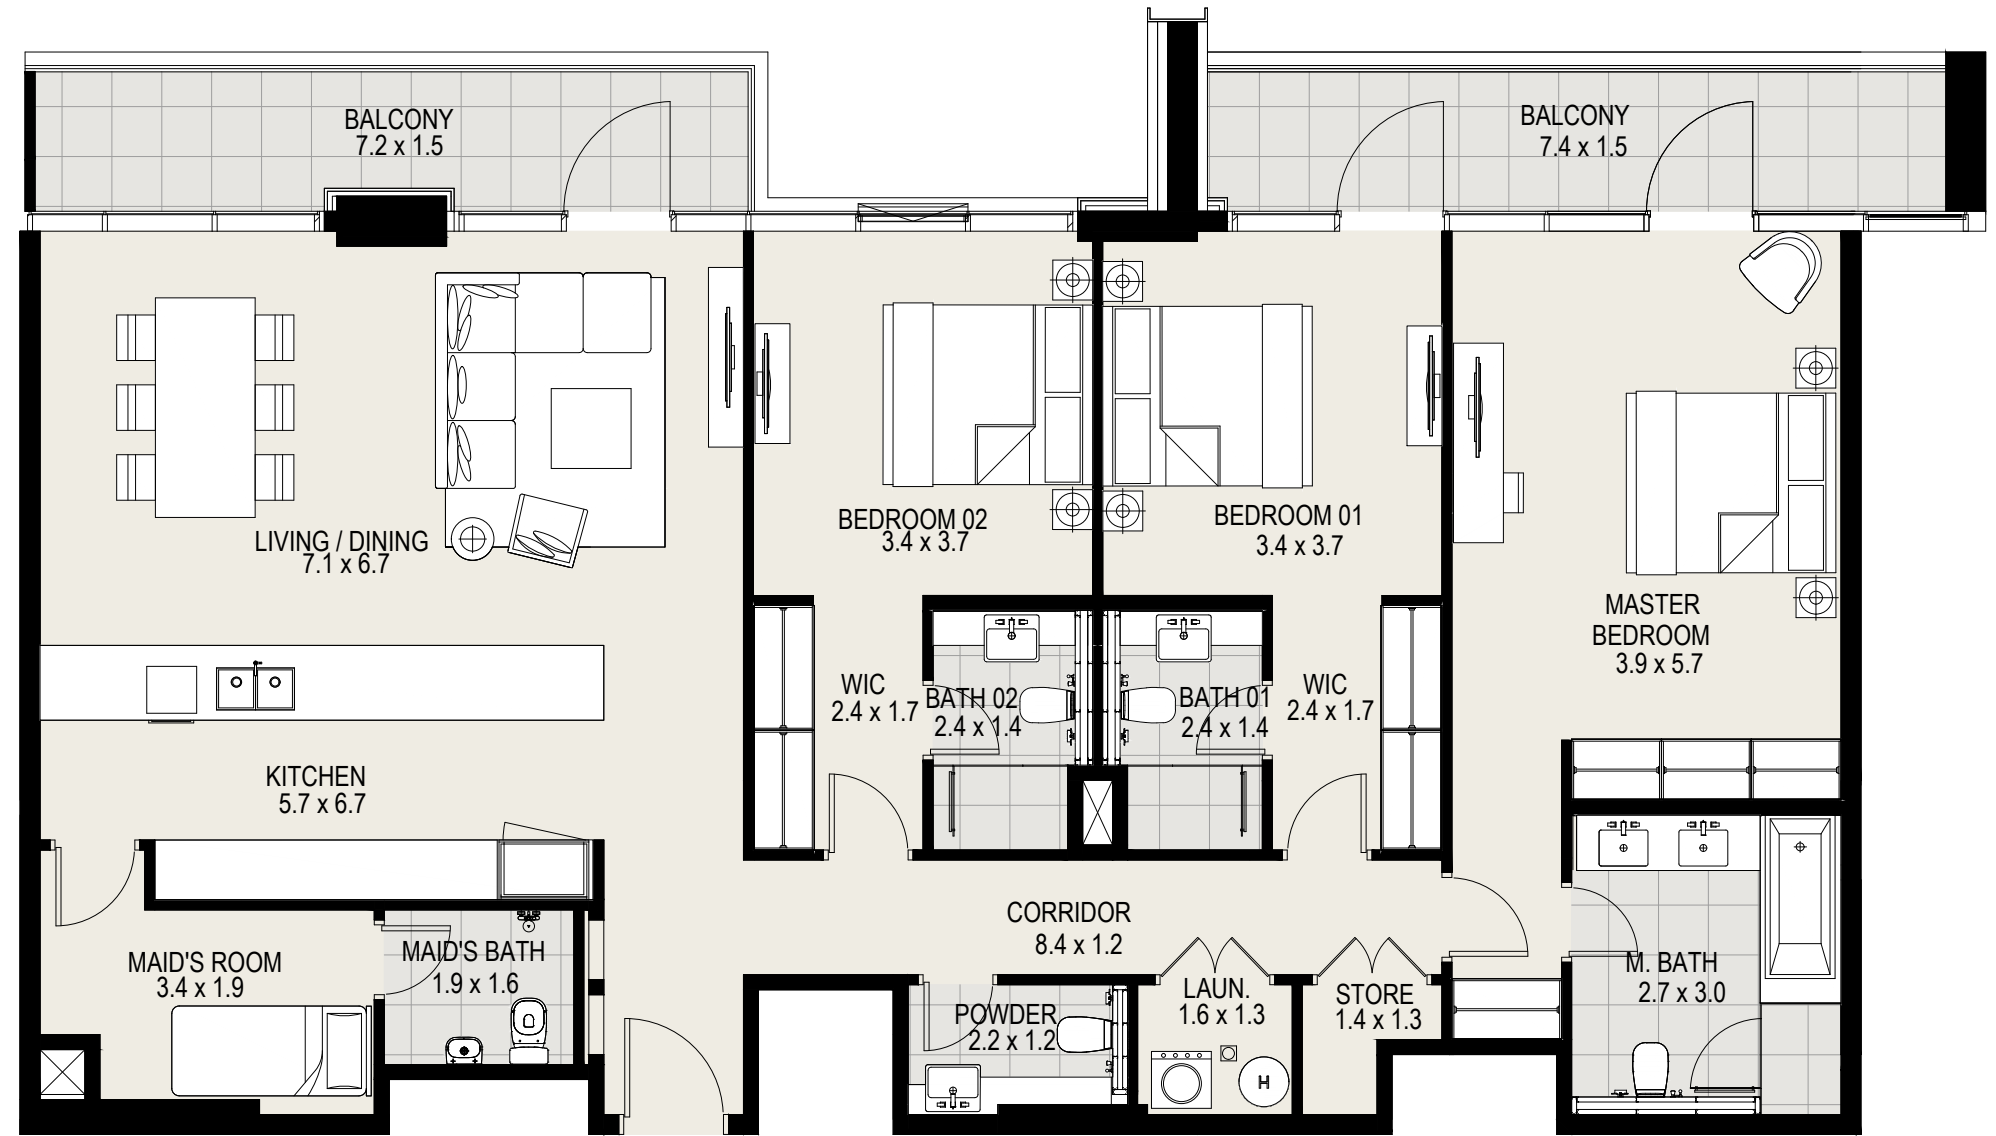 BALCONY
7.2 x 1.5
BALCONY
7.4 x 1.5
LIVING / DINING
7.1 x 6.7
BEDROOM 02
3.4 x 3.7
BEDROOM 01
3.4 x 3.7
MASTER
BEDROOM
3.9 x 5.7
WIC
2.4 x 1.7
BATH 02
2.4 x 1.4
BATH 01
2.4 x 1.4
WIC
2.4 x 1.7
KITCHEN
5.7 x 6.7
CORRIDOR
8.4 x 1.2
MAID'S ROOM
3.4 x 1.9
MAID'S BATH
1.9 x 1.6
POWDER
2.2 x 1.2
LAUN.
1.6 x 1.3
H
STORE
1.4 x 1.3
M. BATH
2.7 x 3.0